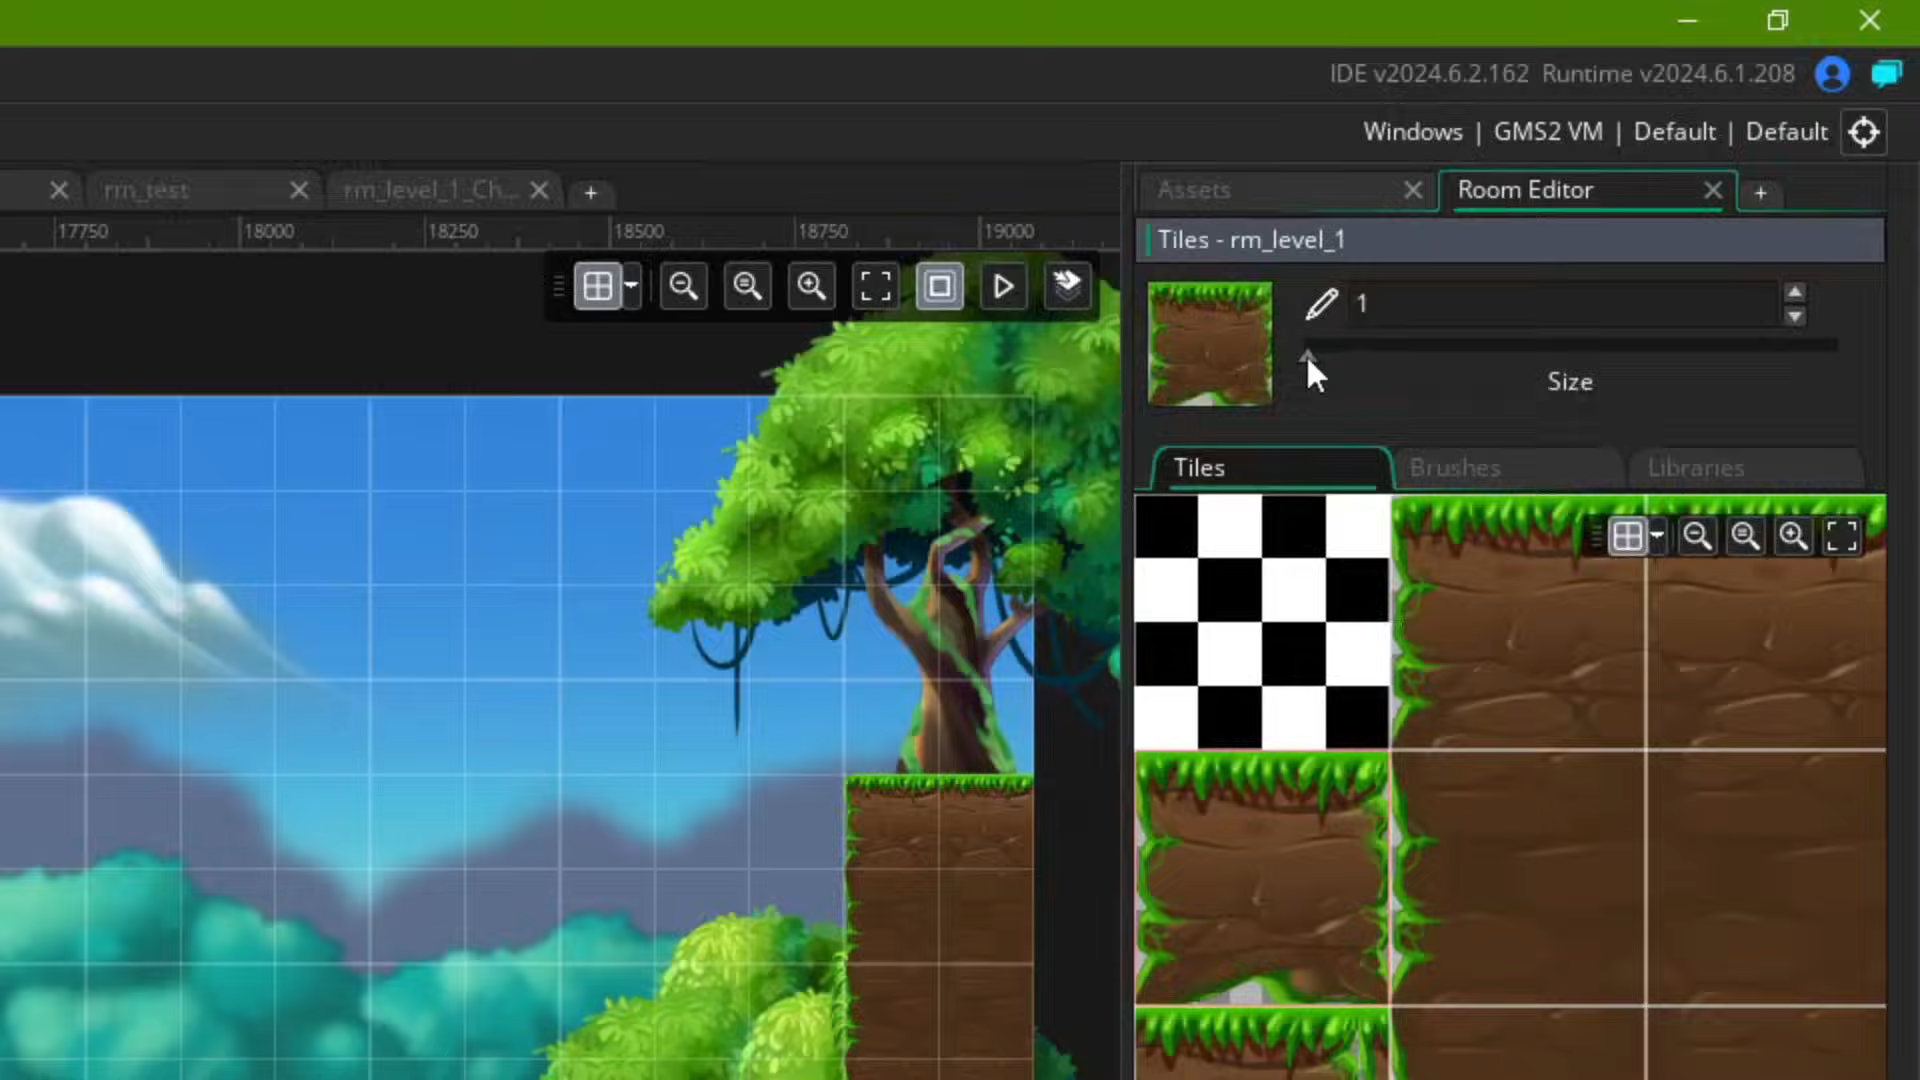 IDE v2024.6.2.162 Runtime v2024.6.1.208
Windows | GMS2 VM | Default | Default
rm_test rm_level_1_Ch... Assets Room Editor
17750 18000 18250 18500 18750 19000
Tiles - rm_level_1
1
Size
Tiles Brushes Libraries